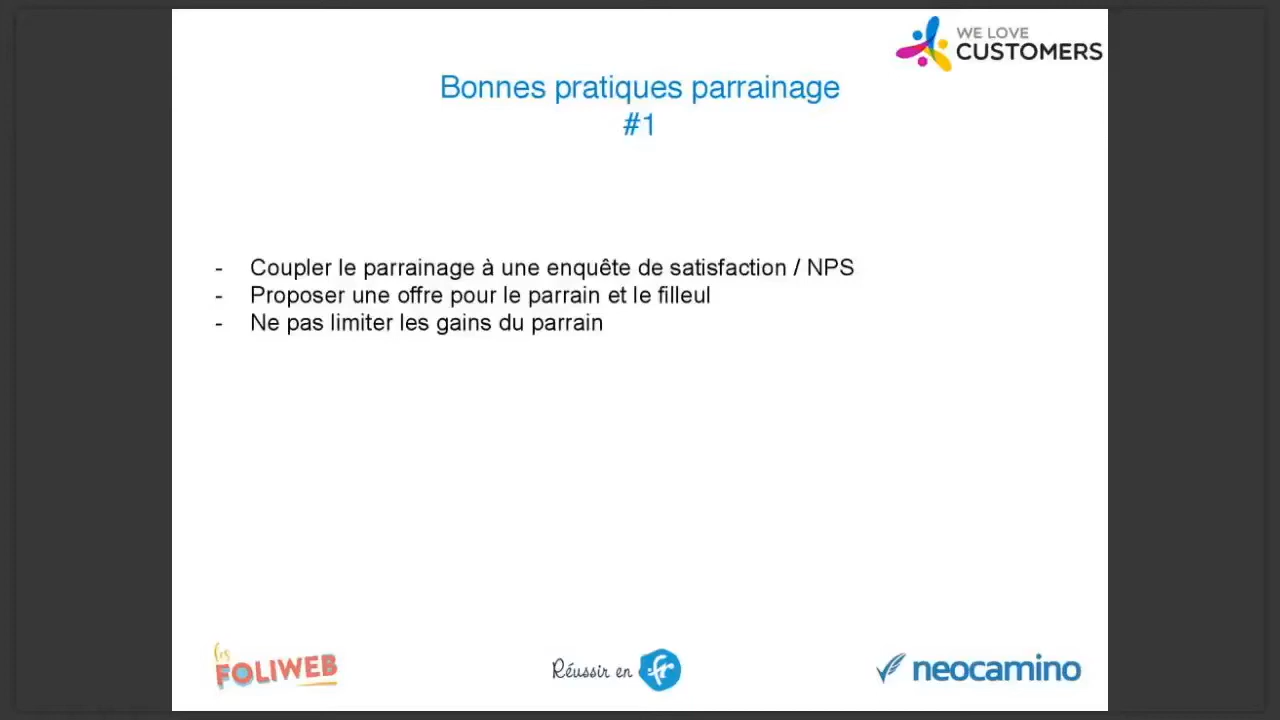 WE LOVE
CUSTOMERS
Bonnes pratiques parrainage
#1
- Coupler le parrainage à une enquête de satisfaction / NPS
- Proposer une offre pour le parrain et le filleul
- Ne pas limiter les gains du parrain
les
FOLIWEB
Réussir en .fr
neocamino